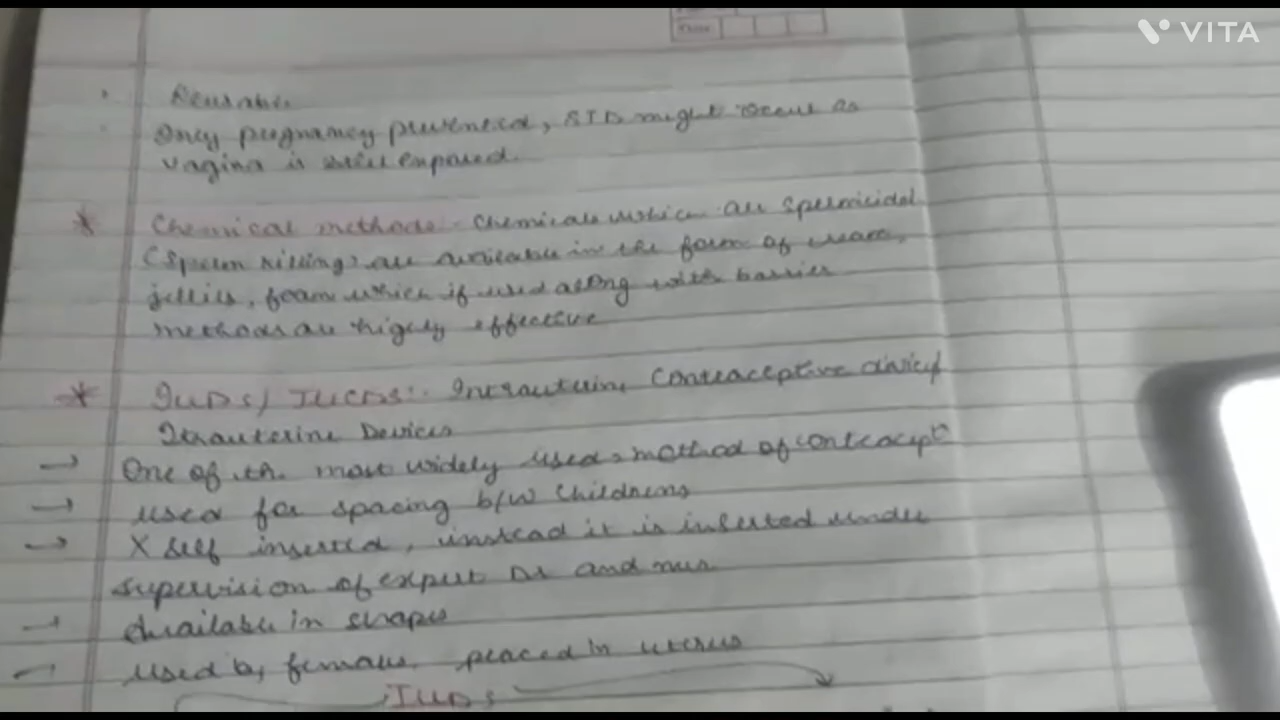 VITA
Reusable
Only pregnancy prevented, STD might occur as
vagina is still exposed.
* Chemical methods - Chemicals which are spermicidal
(sperm killing) are available in the form of cream,
jellies, foam which if used along with barrier
methods are highly effective
* IUDs / IUCDs :- Intrauterine Contraceptive
Itrauterine Devices
→ One of the most widely used method of contracept
→ used for spacing b/w childrens
→ X self inserted, instead it is inserted under
supervision of expert Dr and
→ Available in shapes
→ Used by females placed in uterus
IUDs